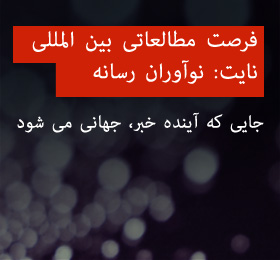 فرصت مطالعاتی بین المللی
نایت: نوآوران رسانه
جایی که آینده خبر، جهانی می شود